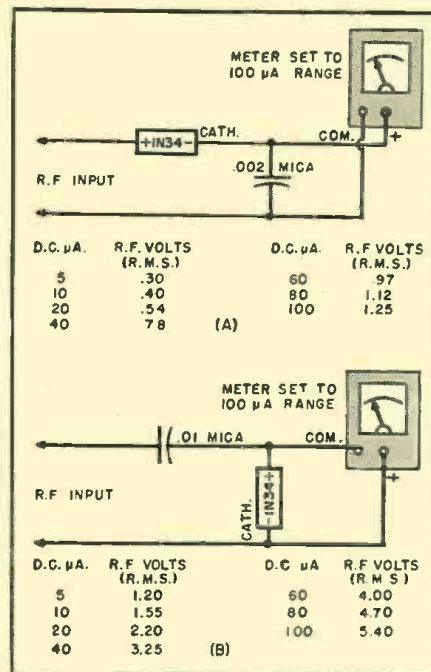 METER SET TO
100 µA RANGE
+IN34-
CATH.
COM.
+
.002 MICA
R.F INPUT
D.C. µA. R.F. VOLTS (R.M.S.) D.C. µA. R.F. VOLTS (R.M.S.)
5 .30 60 .97
10 .40 80 1.12
20 .54 100 1.25
40 78 (A)
METER SET TO
100 µA RANGE
.01 MICA
COM.
+
R.F INPUT
CATH.
-IN34+
D.C. µA. R.F. VOLTS (R.M.S.) D.C µA R.F VOLTS (R M S)
5 1.20 60 4.00
10 1.55 80 4.70
20 2.20 100 5.40
40 3.25 (B)